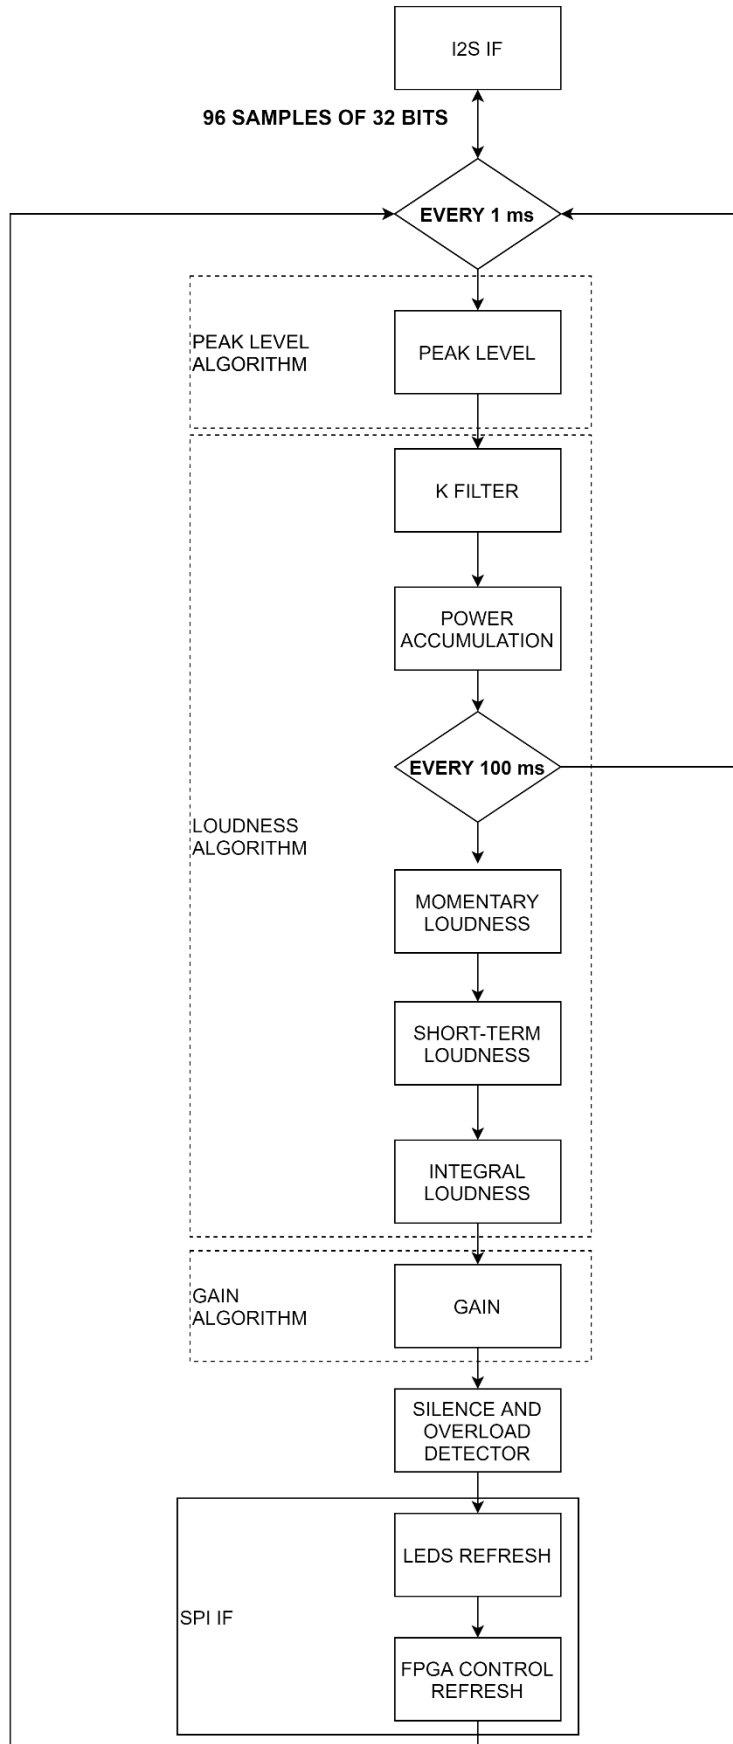 I2S IF
96 SAMPLES OF 32 BITS
EVERY 1 ms
PEAK LEVEL
ALGORITHM
PEAK LEVEL
K FILTER
POWER
ACCUMULATION
EVERY 100 ms
LOUDNESS
ALGORITHM
MOMENTARY
LOUDNESS
SHORT-TERM
LOUDNESS
INTEGRAL
LOUDNESS
GAIN
ALGORITHM
GAIN
SILENCE AND
OVERLOAD
DETECTOR
LEDS REFRESH
SPI IF
FPGA CONTROL
REFRESH